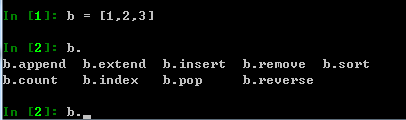 In [1]: b = [1,2,3]
In [2]: b.
b.append b.extend b.insert b.remove b.sort
b.count b.index b.pop b.reverse
In [2]: b._